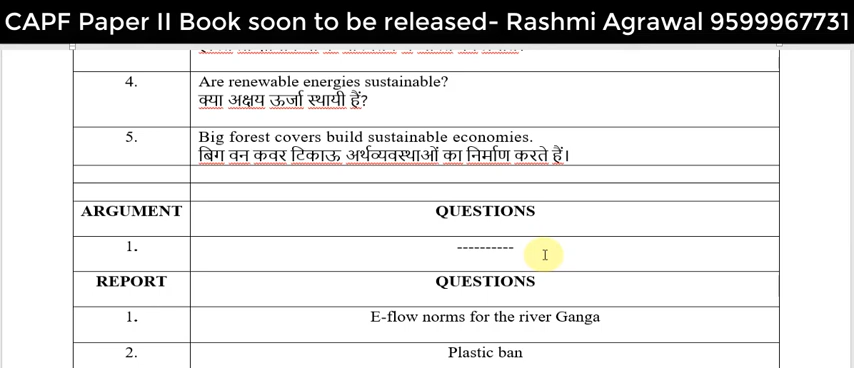 CAPF Paper II Book soon to be released- Rashmi Agrawal 9599967731
4. Are renewable energies sustainable?
क्या अक्षय ऊर्जा स्थायी हैं?
5. Big forest covers build sustainable economies.
बिग वन कवर टिकाऊ अर्थव्यवस्थाओं का निर्माण करते हैं।
ARGUMENT QUESTIONS
1. ----------
REPORT QUESTIONS
1. E-flow norms for the river Ganga
2. Plastic ban